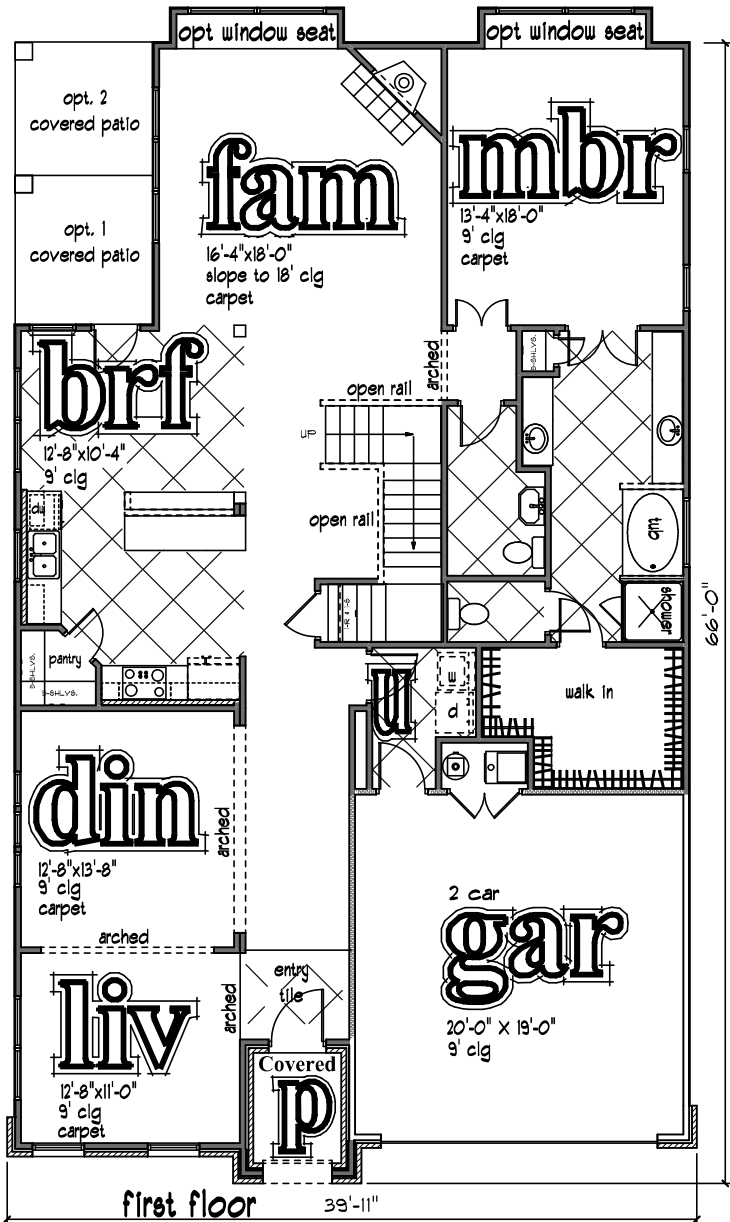 opt window seat
opt window seat
opt. 2
covered patio
fam
16'-4"x18'-0"
slope to 18' clg
carpet
mbr
13'-4"x18'-0"
9' clg
carpet
opt. 1
covered patio
brf
12'-8"x10'-4"
9' clg
arched
B-SHLVS.
open rail
UP
open rail
dw
tub
shower
66'-0"
pantry
B-SHLVS.
B-SHLVS.
u
w
d
walk in
din
12'-8"x13'-8"
9' clg
carpet
arched
arched
2 car
gar
20'-0" X 19'-0"
9' clg
entry
tile
arched
liv
12'-8"x11'-0"
9' clg
carpet
Covered
p
first floor
39'-11"